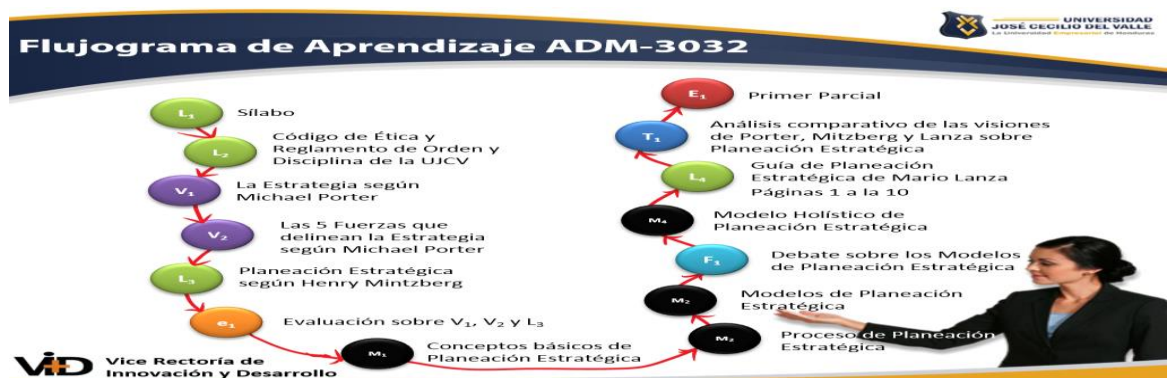 UNIVERSIDAD
JOSÉ CECILIO DEL VALLE
La Universidad Empresarial de Honduras
Flujograma de Aprendizaje ADM-3032
L₁ Sílabo
L₂ Código de Ética y
Reglamento de Orden y
Disciplina de la UJCV
V₁ La Estrategia según
Michael Porter
V₂ Las 5 Fuerzas que
delinean la Estrategia
según Michael Porter
L₃ Planeación Estratégica
según Henry Mintzberg
e₁ Evaluación sobre V₁, V₂ y L₃
M₁ Conceptos básicos de
Planeación Estratégica
M₂ Proceso de Planeación
Estratégica
M₂ Modelos de Planeación
Estratégica
F₁ Debate sobre los Modelos
de Planeación Estratégica
M₄ Modelo Holístico de
Planeación Estratégica
L₄ Guía de Planeación
Estratégica de Mario Lanza
Páginas 1 a la 10
T₁ Análisis comparativo de las visiones
de Porter, Mitzberg y Lanza sobre
Planeación Estratégica
E₁ Primer Parcial
ViD Vice Rectoría de
Innovación y Desarrollo